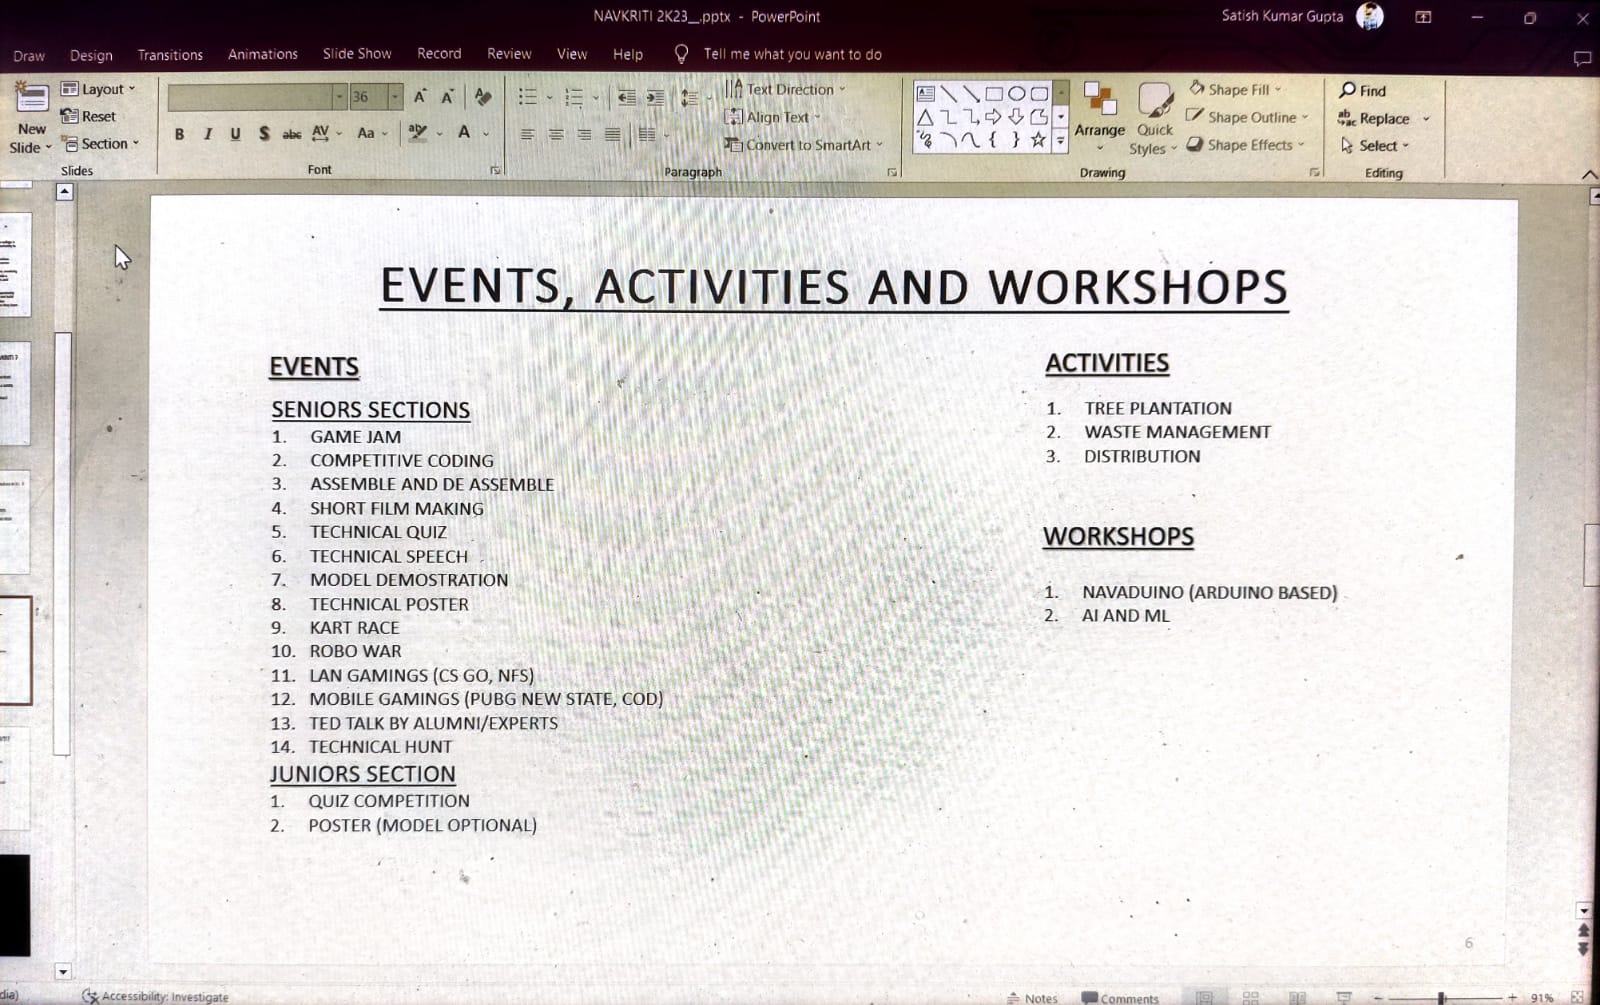 NAVKRITI 2K23_.pptx - PowerPoint
Satish Kumar Gupta
Draw Design Transitions Animations Slide Show Record Review View Help Tell me what you want to do
New Slide
Layout
Reset
Section
Slides
36
Font
Text Direction
Align Text
Convert to SmartArt
Paragraph
Arrange
Quick Styles
Shape Fill
Shape Outline
Shape Effects
Drawing
Find
Replace
Select
Editing
EVENTS, ACTIVITIES AND WORKSHOPS
EVENTS
SENIORS SECTIONS
1. GAME JAM
2. COMPETITIVE CODING
3. ASSEMBLE AND DE ASSEMBLE
4. SHORT FILM MAKING
5. TECHNICAL QUIZ
6. TECHNICAL SPEECH
7. MODEL DEMOSTRATION
8. TECHNICAL POSTER
9. KART RACE
10. ROBO WAR
11. LAN GAMINGS (CS GO, NFS)
12. MOBILE GAMINGS (PUBG NEW STATE, COD)
13. TED TALK BY ALUMNI/EXPERTS
14. TECHNICAL HUNT
JUNIORS SECTION
1. QUIZ COMPETITION
2. POSTER (MODEL OPTIONAL)
ACTIVITIES
1. TREE PLANTATION
2. WASTE MANAGEMENT
3. DISTRIBUTION
WORKSHOPS
1. NAVADUINO (ARDUINO BASED)
2. AI AND ML
6
dia) Accessibility: Investigate
Notes Comments 91%